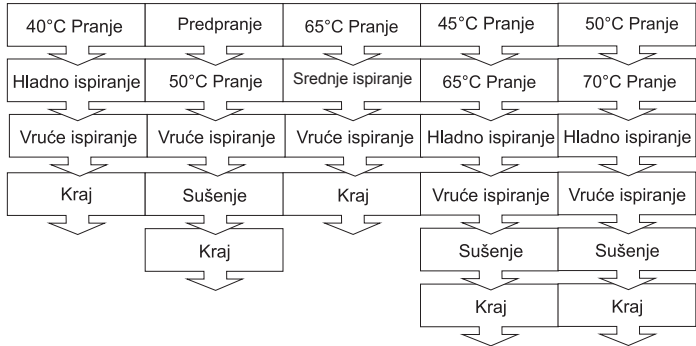 40°C Pranje Predpranje 65°C Pranje 45°C Pranje 50°C Pranje
Hladno ispiranje 50°C Pranje Srednje ispiranje 65°C Pranje 70°C Pranje
Vruće ispiranje Vruće ispiranje Vruće ispiranje Hladno ispiranje Hladno ispiranje
Kraj Sušenje Kraj Vruće ispiranje Vruće ispiranje
Kraj Sušenje Sušenje
Kraj Kraj